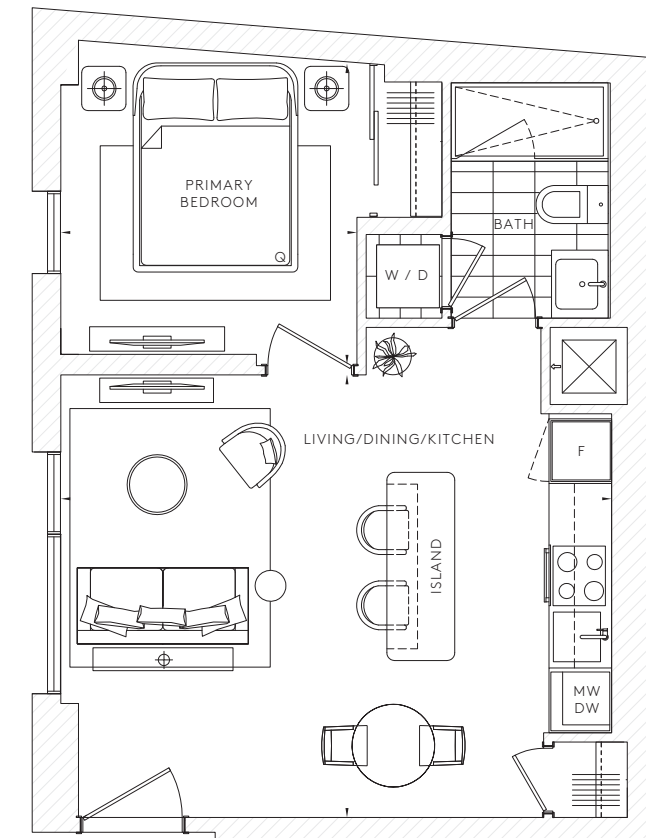 PRIMARY
BEDROOM
Q
BATH
W / D
LIVING/DINING/KITCHEN
F
ISLAND
MW
DW